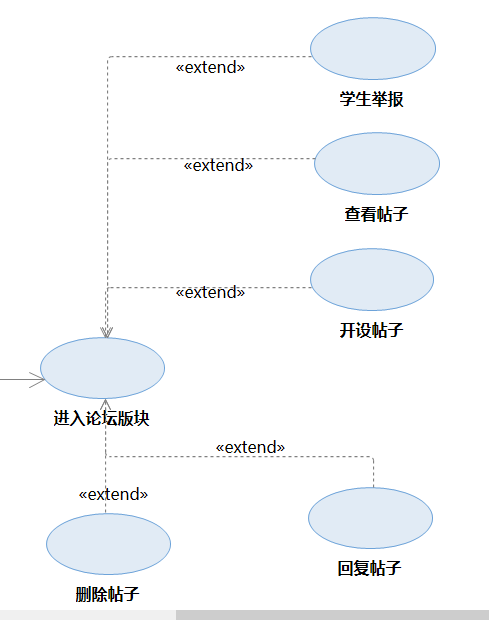 «extend»
学生举报
«extend»
查看帖子
«extend»
开设帖子
进入论坛版块
«extend»
«extend»
回复帖子
删除帖子